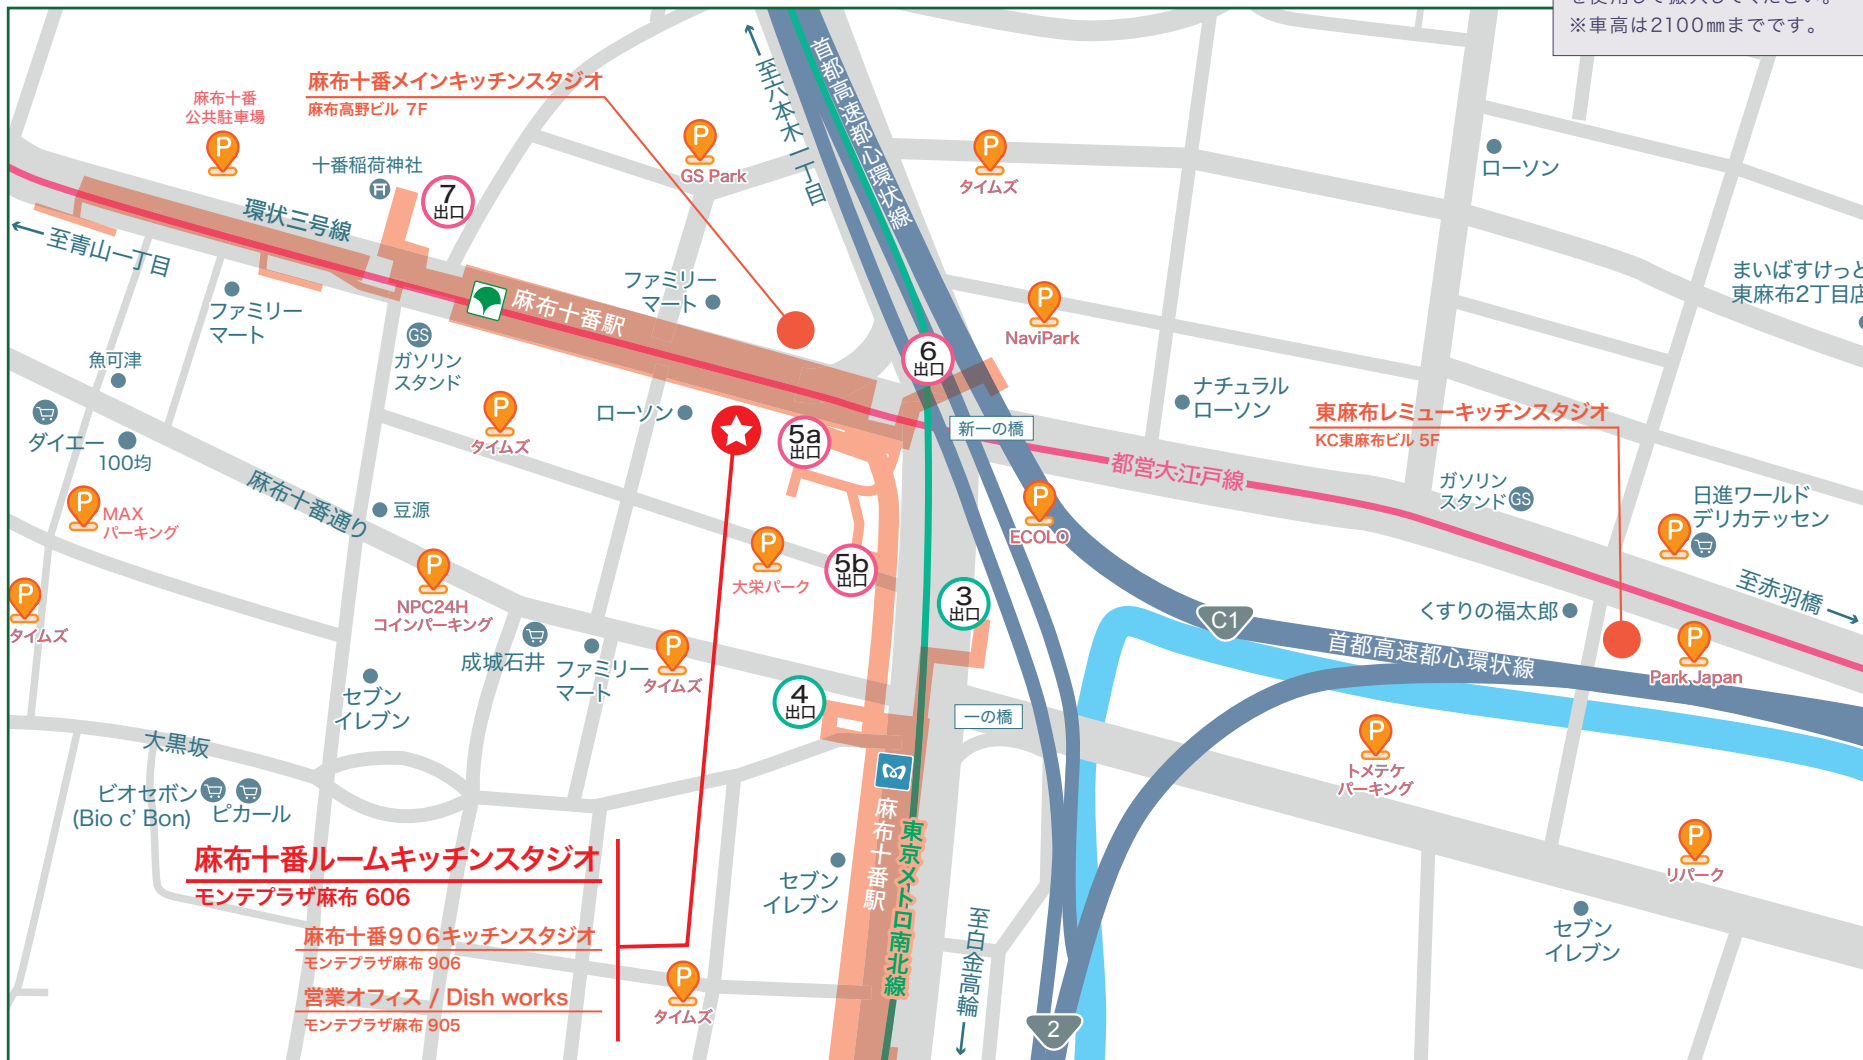 ※車高は2100㎜までです。
麻布十番メインキッチンスタジオ
麻布高野ビル 7F
麻布十番
公共駐車場
P
十番稲荷神社
7
出口
環状三号線
←至青山一丁目
P
GS Park
←至六本木一丁目
首都高速都心環状線
P
タイムズ
ローソン
まいばすけっと
東麻布2丁目店
ファミリー
マート
麻布十番駅
ファミリー
マート
GS
ガソリン
スタンド
6
出口
P
NaviPark
魚可津
ダイエー
100均
P
タイムズ
ローソン
5a
出口
新一の橋
ナチュラル
ローソン
東麻布レミューキッチンスタジオ
KC東麻布ビル 5F
都営大江戸線
ガソリン
スタンド
GS
日進ワールド
デリカテッセン
P
P
MAX
パーキング
麻布十番通り
豆源
P
ECOLO
P
大栄パーク
5b
出口
3
出口
P
タイムズ
P
NPC24H
コインパーキング
成城石井
ファミリー
マート
P
タイムズ
4
出口
一の橋
C1
首都高速都心環状線
くすりの福太郎
至赤羽橋→
P
Park Japan
セブン
イレブン
大黒坂
ビオセボン
(Bio c' Bon)
ピカール
P
トメテケ
パーキング
P
リパーク
麻布十番駅
東京メトロ南北線
セブン
イレブン
至白金高輪→
セブン
イレブン
2
麻布十番ルームキッチンスタジオ
モンテプラザ麻布 606
麻布十番906キッチンスタジオ
モンテプラザ麻布 906
営業オフィス / Dish works
モンテプラザ麻布 905
P
タイムズ